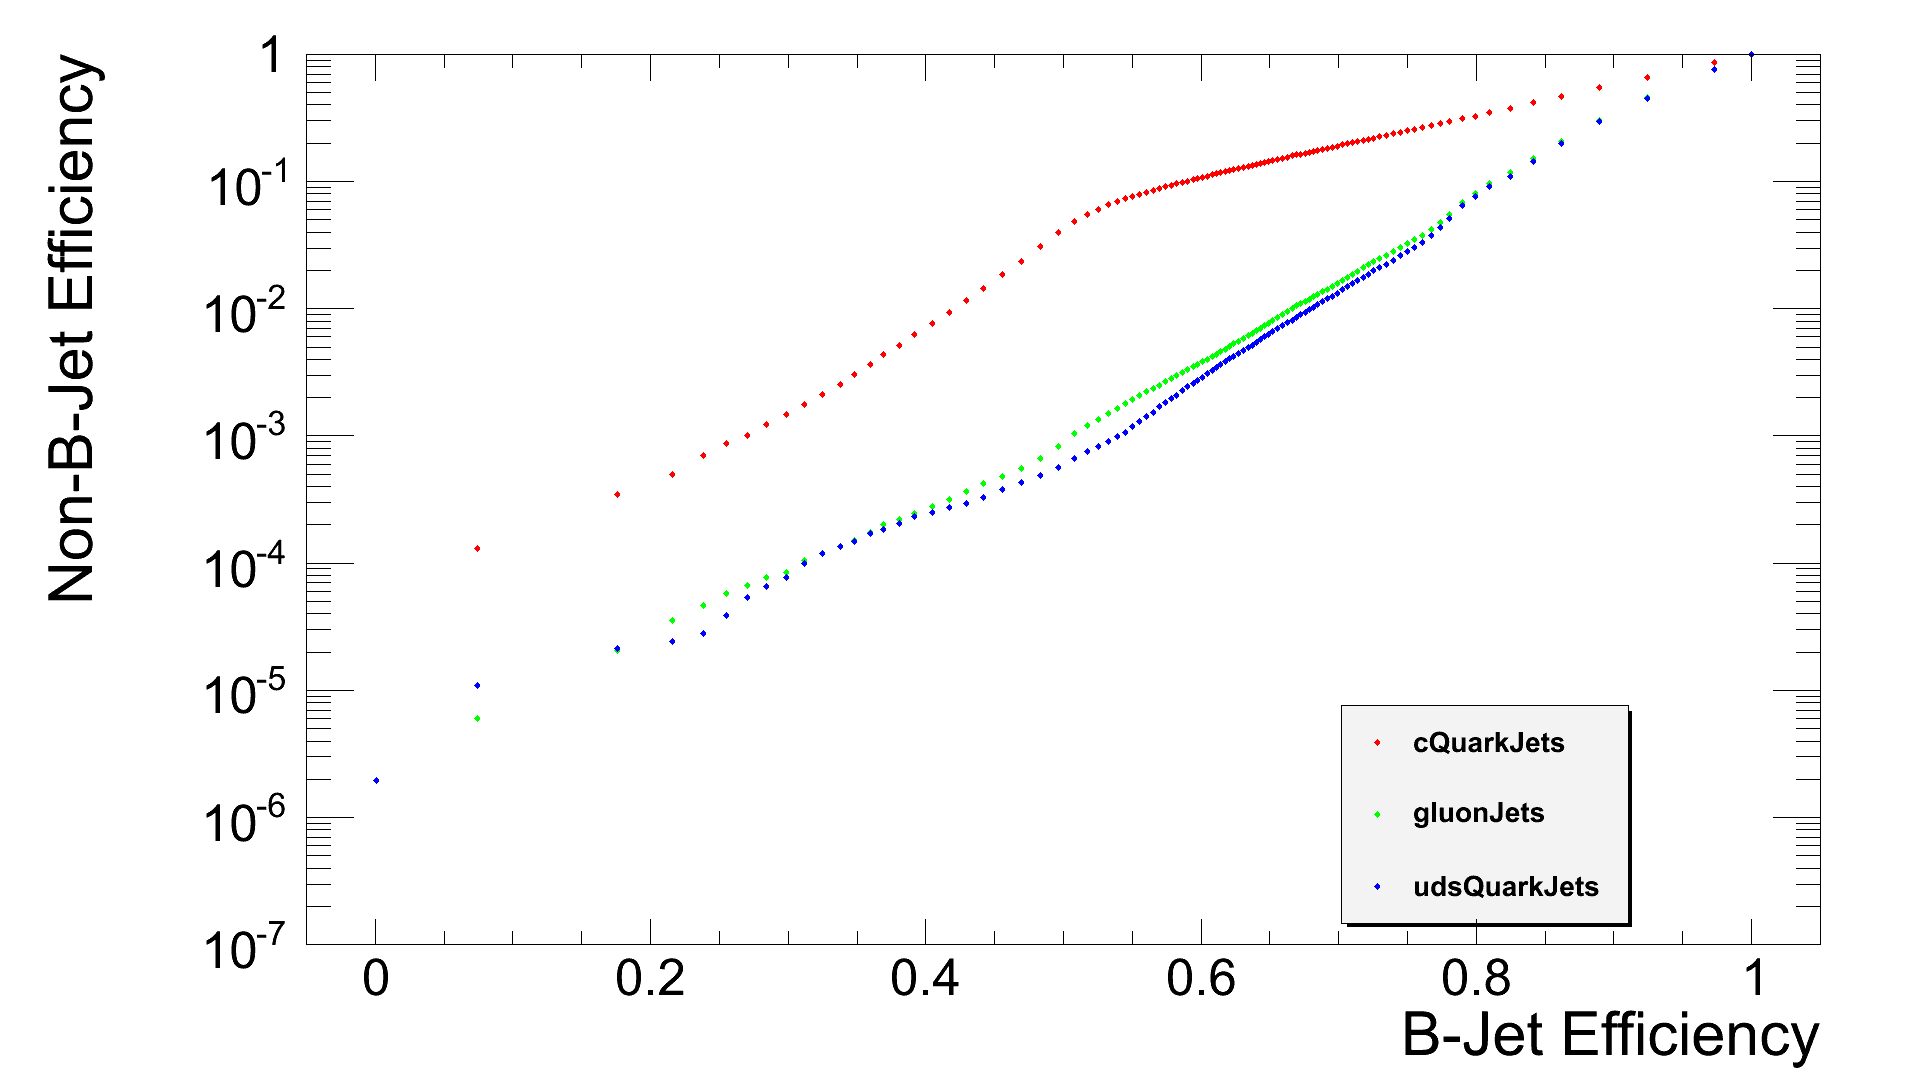 Non-B-Jet Efficiency
1
10-1
10-2
10-3
10-4
10-5
10-6
10-7
cQuarkJets
gluonJets
udsQuarkJets
0 0.2 0.4 0.6 0.8 1
B-Jet Efficiency